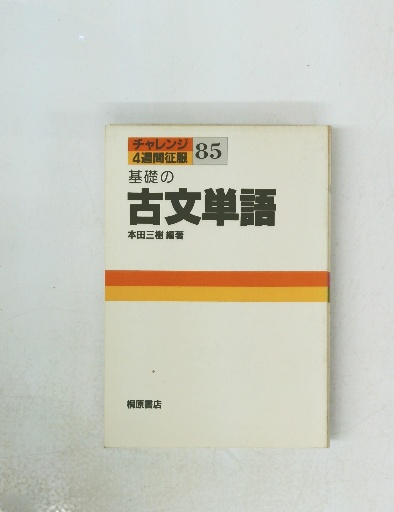 チャレンジ
4週間征服 85
基礎の
古文単語
本田三樹 編著
桐原書店